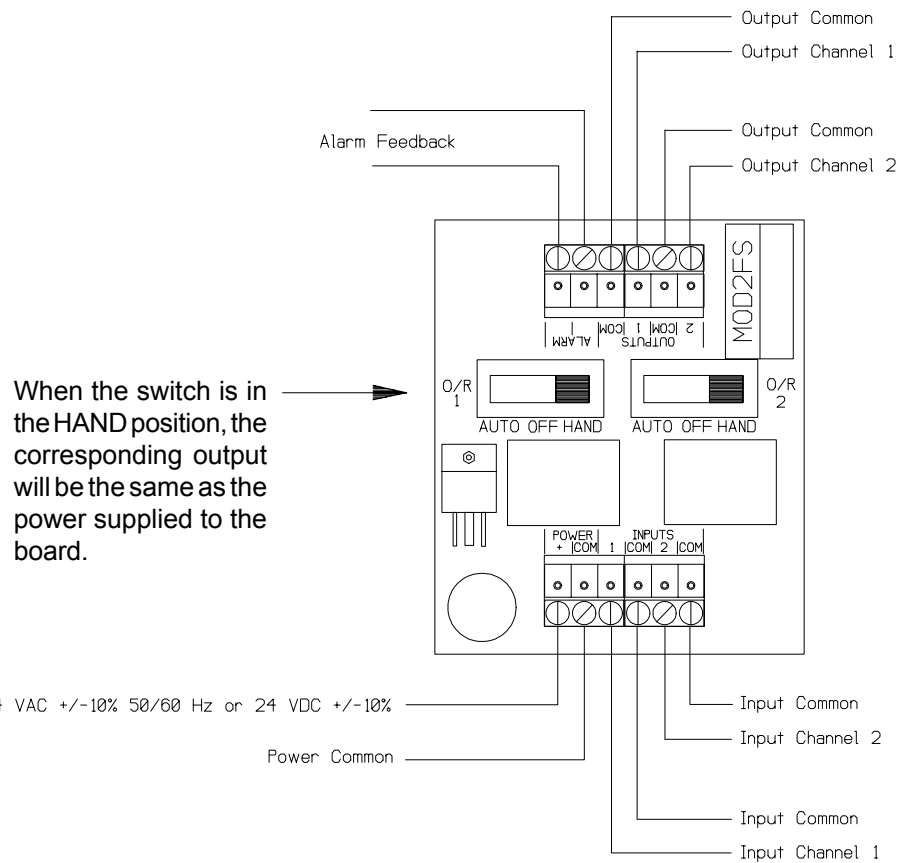 Output Common
Output Channel 1
Alarm Feedback
Output Common
Output Channel 2
MOD2FS
ALARM
COM 1 COM 2
OUTPUTS
When the switch is in
the HAND position, the
corresponding output
will be the same as the
power supplied to the
board.
O/R
1
AUTO OFF HAND
AUTO OFF HAND
O/R
2
POWER
+ COM
INPUTS
1 COM 2 COM
VAC +/-10% 50/60 Hz or 24 VDC +/-10%
Power Common
Input Common
Input Channel 2
Input Common
Input Channel 1